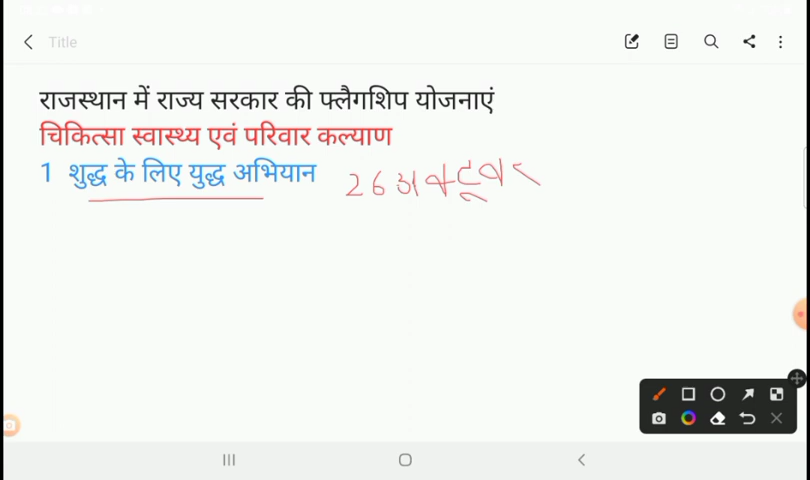 Title
राजस्थान में राज्य सरकार की फ्लैगशिप योजनाएं
चिकित्सा स्वास्थ्य एवं परिवार कल्याण
1 शुद्ध के लिए युद्ध अभियान 26 अक्टूबर